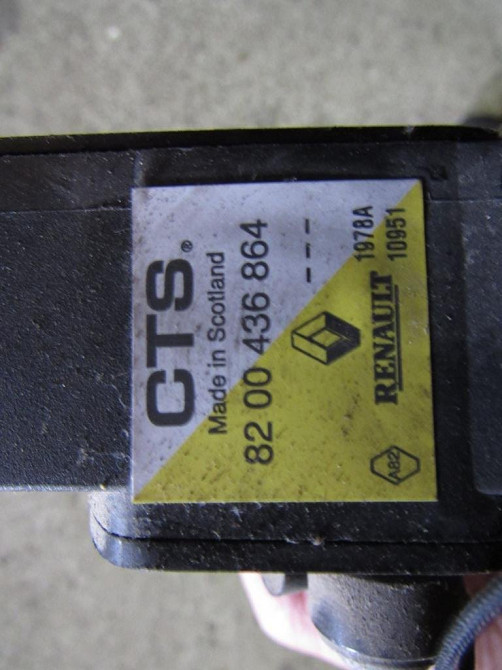 CTS®
Made in Scotland
82 00 436 864
---
1978A
10951
RENAULT
A82